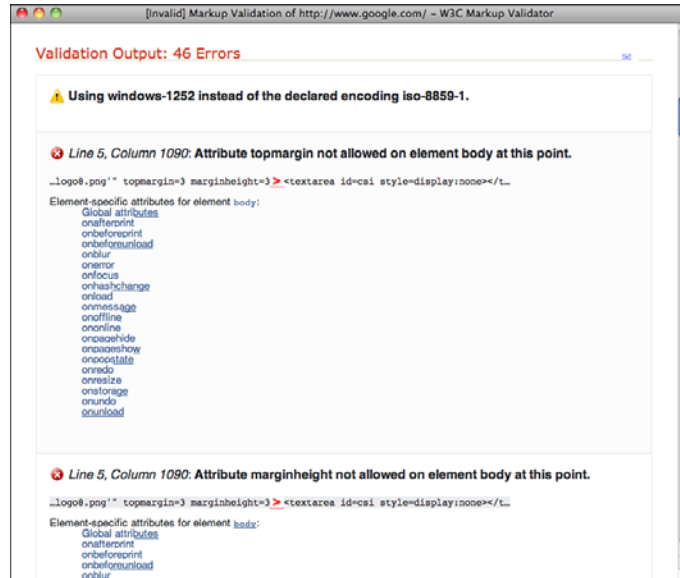 [Invalid] Markup Validation of http://www.google.com/ – W3C Markup Validator
Validation Output: 46 Errors
Using windows-1252 instead of the declared encoding iso-8859-1.
Line 5, Column 1090: Attribute topmargin not allowed on element body at this point.
…logo8.png'" topmargin=3 marginheight=3><textarea id=csi style=display:none></t…
Element-specific attributes for element body:
Global attributes
onafterprint
onbeforeprint
onbeforeunload
onblur
onerror
onfocus
onhashchange
onload
onmessage
onoffline
ononline
onpagehide
onpageshow
onpopstate
onredo
onresize
onstorage
onundo
onunload
Line 5, Column 1090: Attribute marginheight not allowed on element body at this point.
…logo8.png'" topmargin=3 marginheight=3><textarea id=csi style=display:none></t…
Element-specific attributes for element body:
Global attributes
onafterprint
onbeforeprint
onbeforeunload
onblur